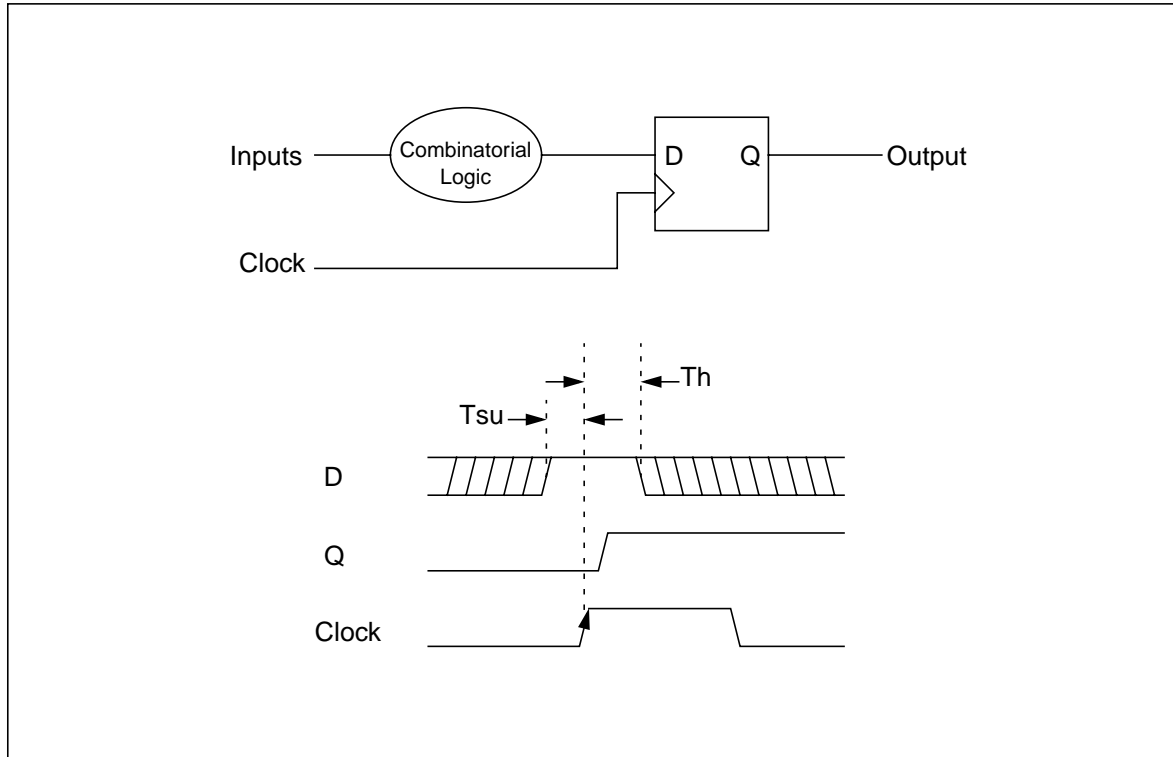 Inputs
Combinatorial
Logic
D
Q
Output
Clock
Th
Tsu
D
Q
Clock